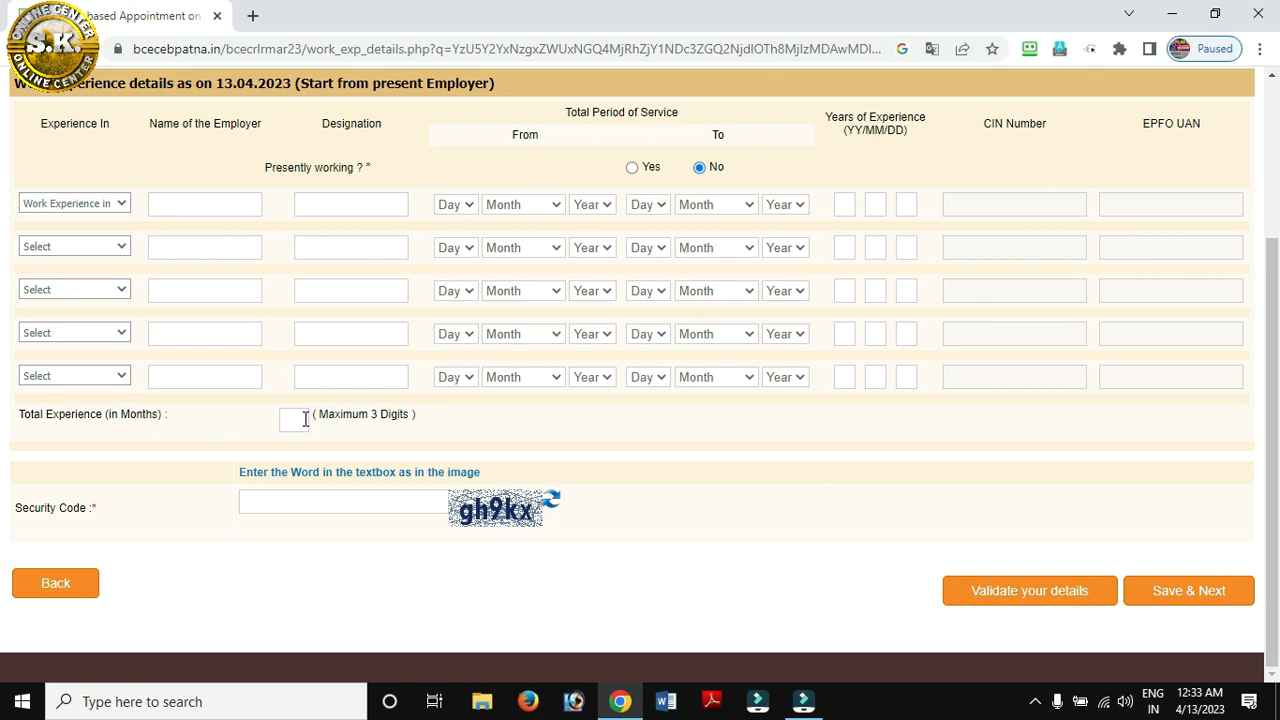 ONLINE CENTER
S.K.
ONLINE CENTER
based Appointment on
bcecebpatna.in/bcecrlrmar23/work_exp_details.php?q=YzU5Y2YxNzgxZWUxNGQ4MjRhZjY1NDc3ZGQ2NjdlOTh8MjIzMDAwMDI...
Paused
Work Experience details as on 13.04.2023 (Start from present Employer)
Experience In Name of the Employer Designation Total Period of Service Years of Experience (YY/MM/DD) CIN Number EPFO UAN
From To
Presently working ? * Yes No
Work Experience in Day Month Year Day Month Year
Select Day Month Year Day Month Year
Select Day Month Year Day Month Year
Select Day Month Year Day Month Year
Select Day Month Year Day Month Year
Total Experience (in Months) : ( Maximum 3 Digits )
Enter the Word in the textbox as in the image
Security Code :* gh9kx
Back Validate your details Save & Next
Type here to search
ENG 12:33 AM
IN 4/13/2023